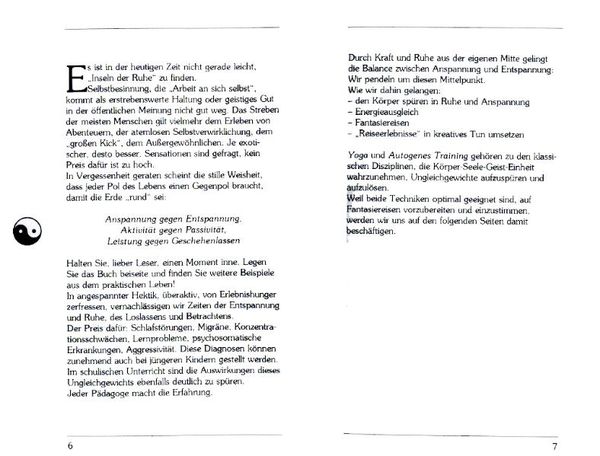 Es ist in der heutigen Zeit nicht gerade leicht,
„Inseln der Ruhe" zu finden.
Selbstbesinnung, die „Arbeit an sich selbst",
kommt als erstrebenswerte Haltung oder geistiges Gut
in der öffentlichen Meinung nicht gut weg. Das Streben
der meisten Menschen gilt vielmehr dem Erleben von
Abenteuern, der atemlosen Selbstverwirklichung, dem
„großen Kick", dem Außergewöhnlichen. Je exoti-
scher, desto besser. Sensationen sind gefragt, kein
Preis dafür ist zu hoch.
In Vergessenheit geraten scheint die stille Weisheit,
dass jeder Pol des Lebens einen Gegenpol braucht,
damit die Erde „rund" sei:
Anspannung gegen Entspannung,
Aktivität gegen Passivität,
Leistung gegen Geschehenlassen
Halten Sie, lieber Leser, einen Moment inne. Legen
Sie das Buch beiseite und finden Sie weitere Beispiele
aus dem praktischen Leben!
In angespannter Hektik, überaktiv, von Erlebnishunger
zerfressen, vernachlässigen wir Zeiten der Entspannung
und Ruhe, des Loslassens und Betrachtens.
Der Preis dafür: Schlafstörungen, Migräne, Konzentra-
tionsschwächen, Lernprobleme, psychosomatische
Erkrankungen, Aggressivität. Diese Diagnosen können
zunehmend auch bei jüngeren Kindern gestellt werden.
Im schulischen Unterricht sind die Auswirkungen dieses
Ungleichgewichts ebenfalls deutlich zu spüren.
Jeder Pädagoge macht die Erfahrung.
6
Durch Kraft und Ruhe aus der eigenen Mitte gelingt
die Balance zwischen Anspannung und Entspannung:
Wir pendeln um diesen Mittelpunkt.
Wie wir dahin gelangen:
– den Körper spüren in Ruhe und Anspannung
– Energieausgleich
– Fantasiereisen
– „Reiseerlebnisse" in kreatives Tun umsetzen
Yoga und Autogenes Training gehören zu den klassi-
schen Disziplinen, die Körper-Seele-Geist-Einheit
wahrzunehmen, Ungleichgewichte aufzuspüren und
aufzulösen.
Weil beide Techniken optimal geeignet sind, auf
Fantasiereisen vorzubereiten und einzustimmen,
werden wir uns auf den folgenden Seiten damit
beschäftigen.
7